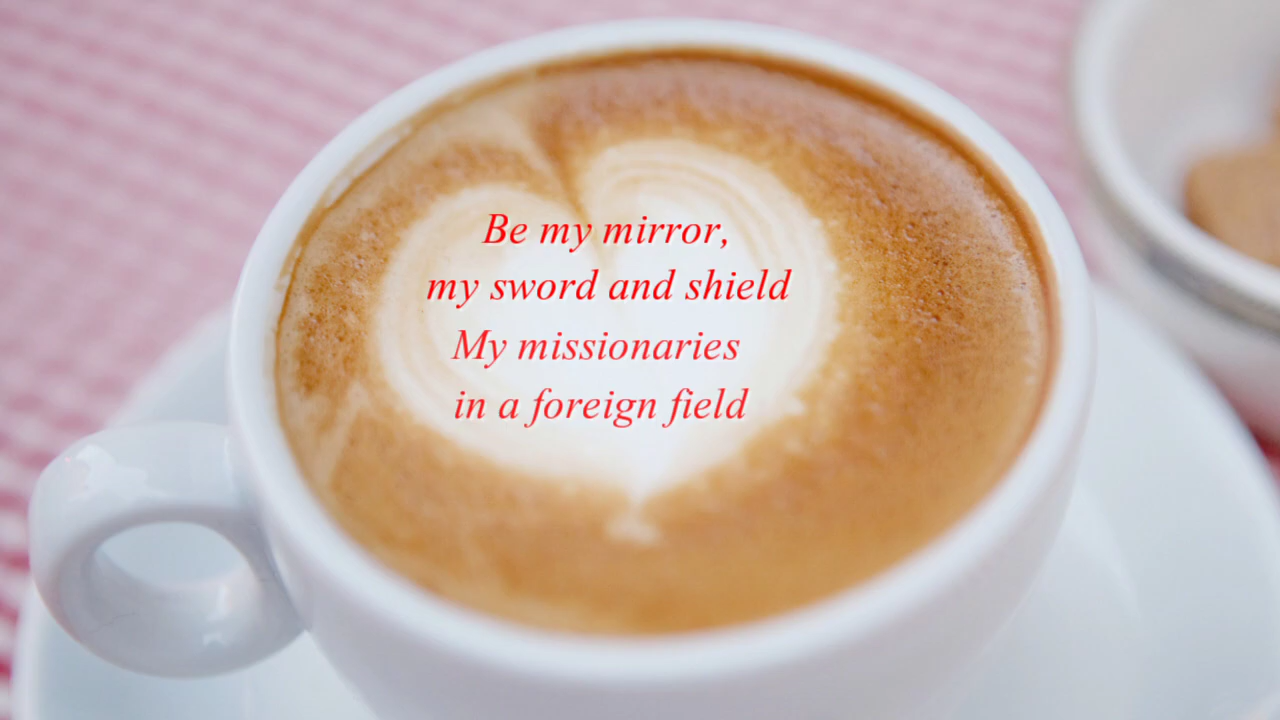 Be my mirror,
my sword and shield
My missionaries
in a foreign field